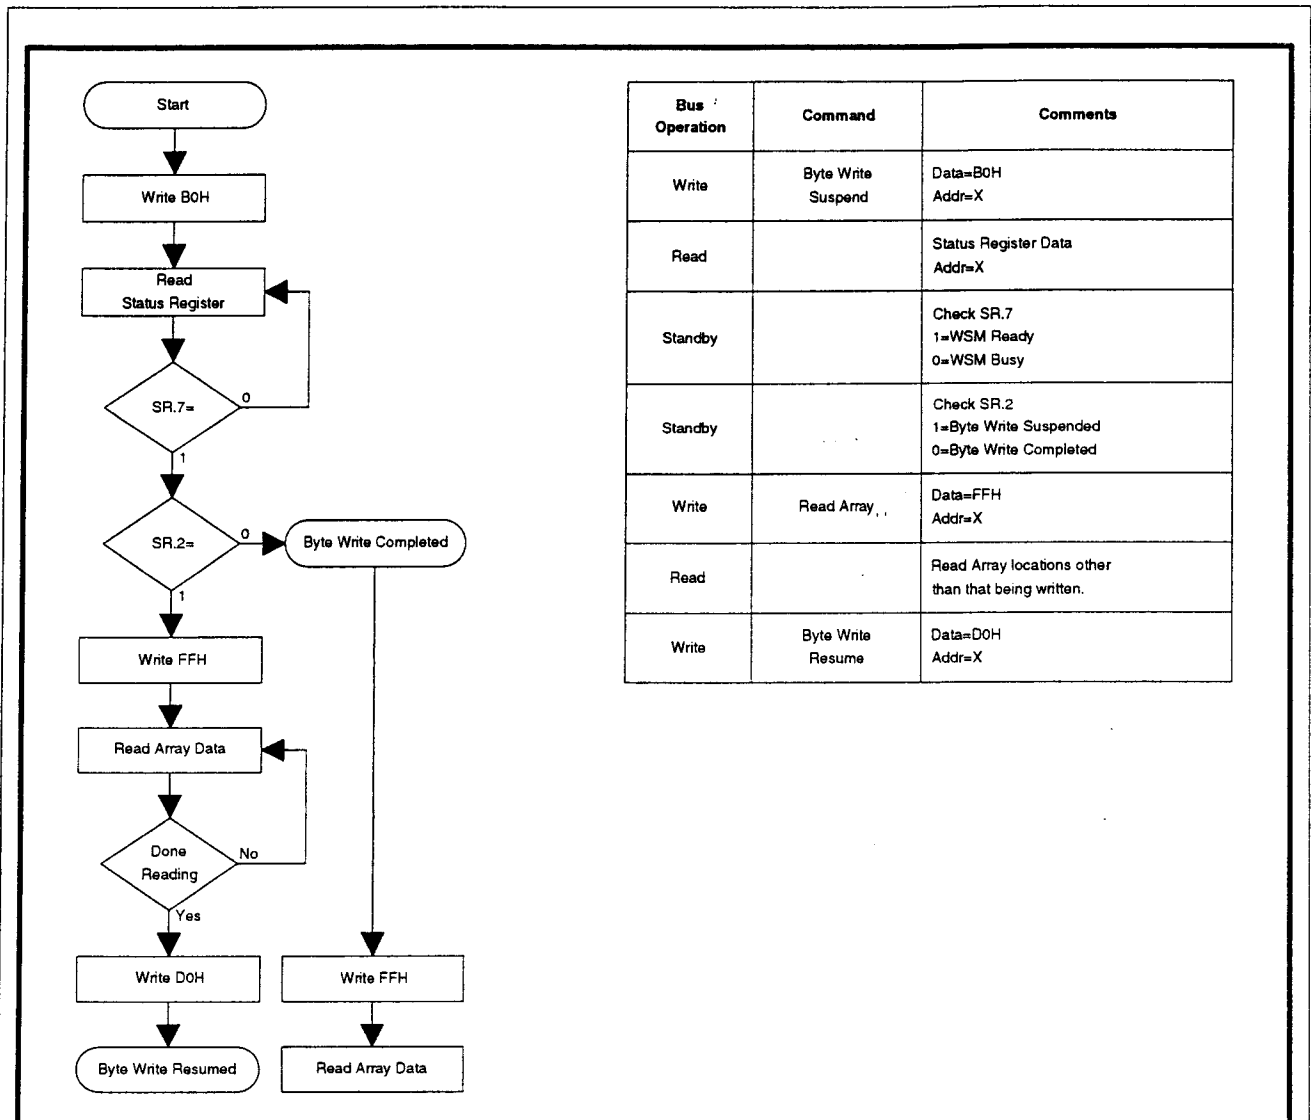 Start
Write B0H
Read
Status Register
SR.7=
0
1
SR.2=
0
Byte Write Completed
1
Write FFH
Read Array Data
Done
Reading
No
Yes
Write D0H
Write FFH
Byte Write Resumed
Read Array Data
Bus
Operation
Command
Comments
Write
Byte Write
Suspend
Data=B0H
Addr=X
Read
Status Register Data
Addr=X
Standby
Check SR.7
1=WSM Ready
0=WSM Busy
Standby
Check SR.2
1=Byte Write Suspended
0=Byte Write Completed
Write
Read Array
Data=FFH
Addr=X
Read
Read Array locations other
than that being written.
Write
Byte Write
Resume
Data=D0H
Addr=X